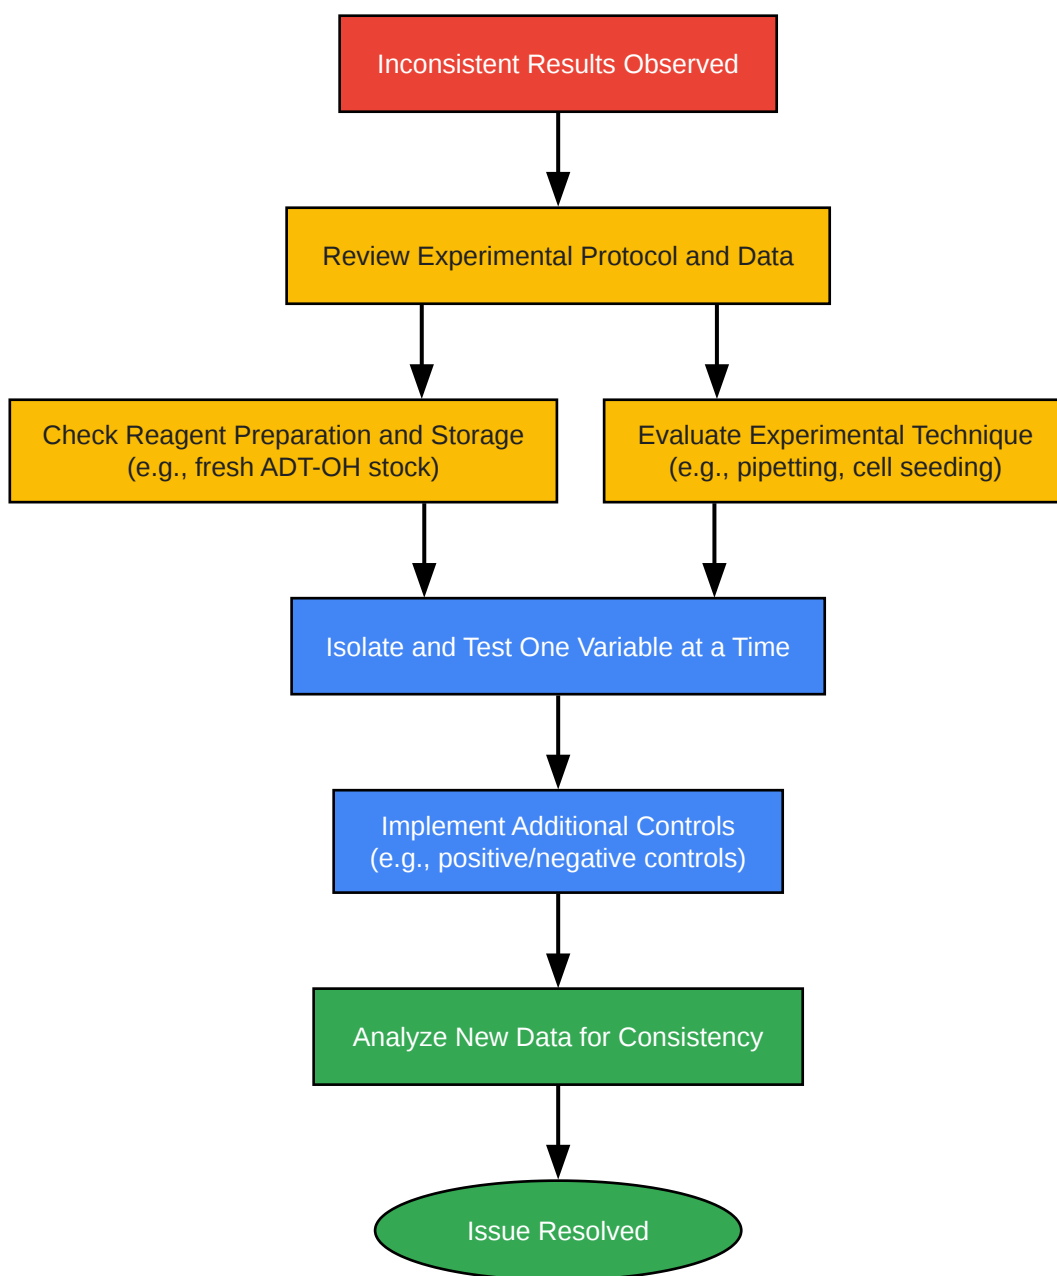 Inconsistent Results Observed
Review Experimental Protocol and Data
Check Reagent Preparation and Storage
(e.g., fresh ADT-OH stock)
Evaluate Experimental Technique
(e.g., pipetting, cell seeding)
Isolate and Test One Variable at a Time
Implement Additional Controls
(e.g., positive/negative controls)
Analyze New Data for Consistency
Issue Resolved